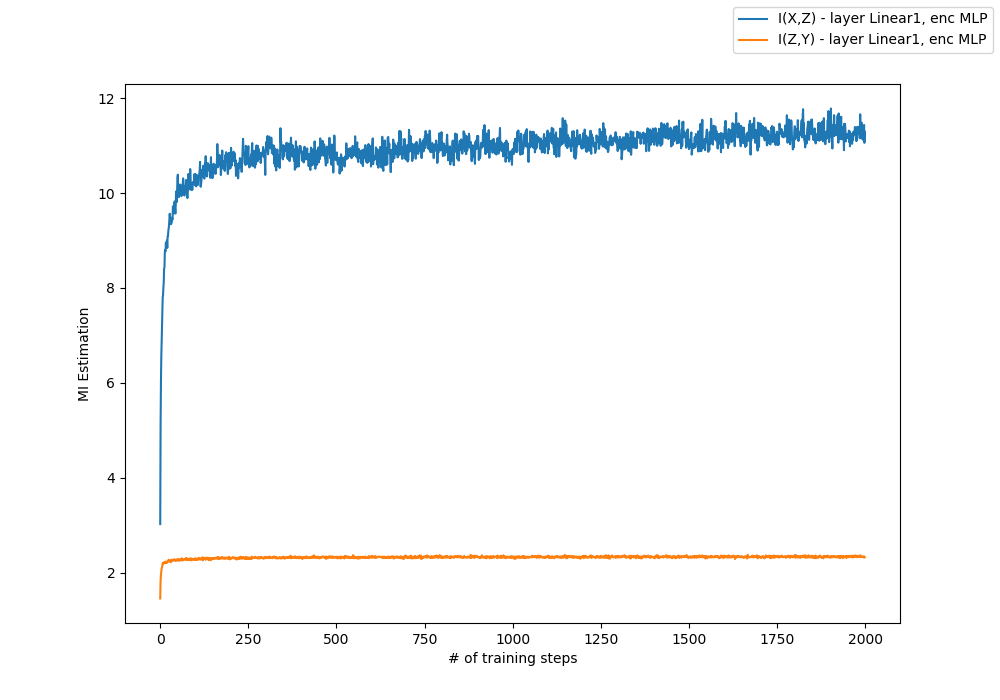 I(X,Z) - layer Linear1, enc MLP
I(Z,Y) - layer Linear1, enc MLP
12
10
8
6
4
2
MI Estimation
0 250 500 750 1000 1250 1500 1750 2000
# of training steps